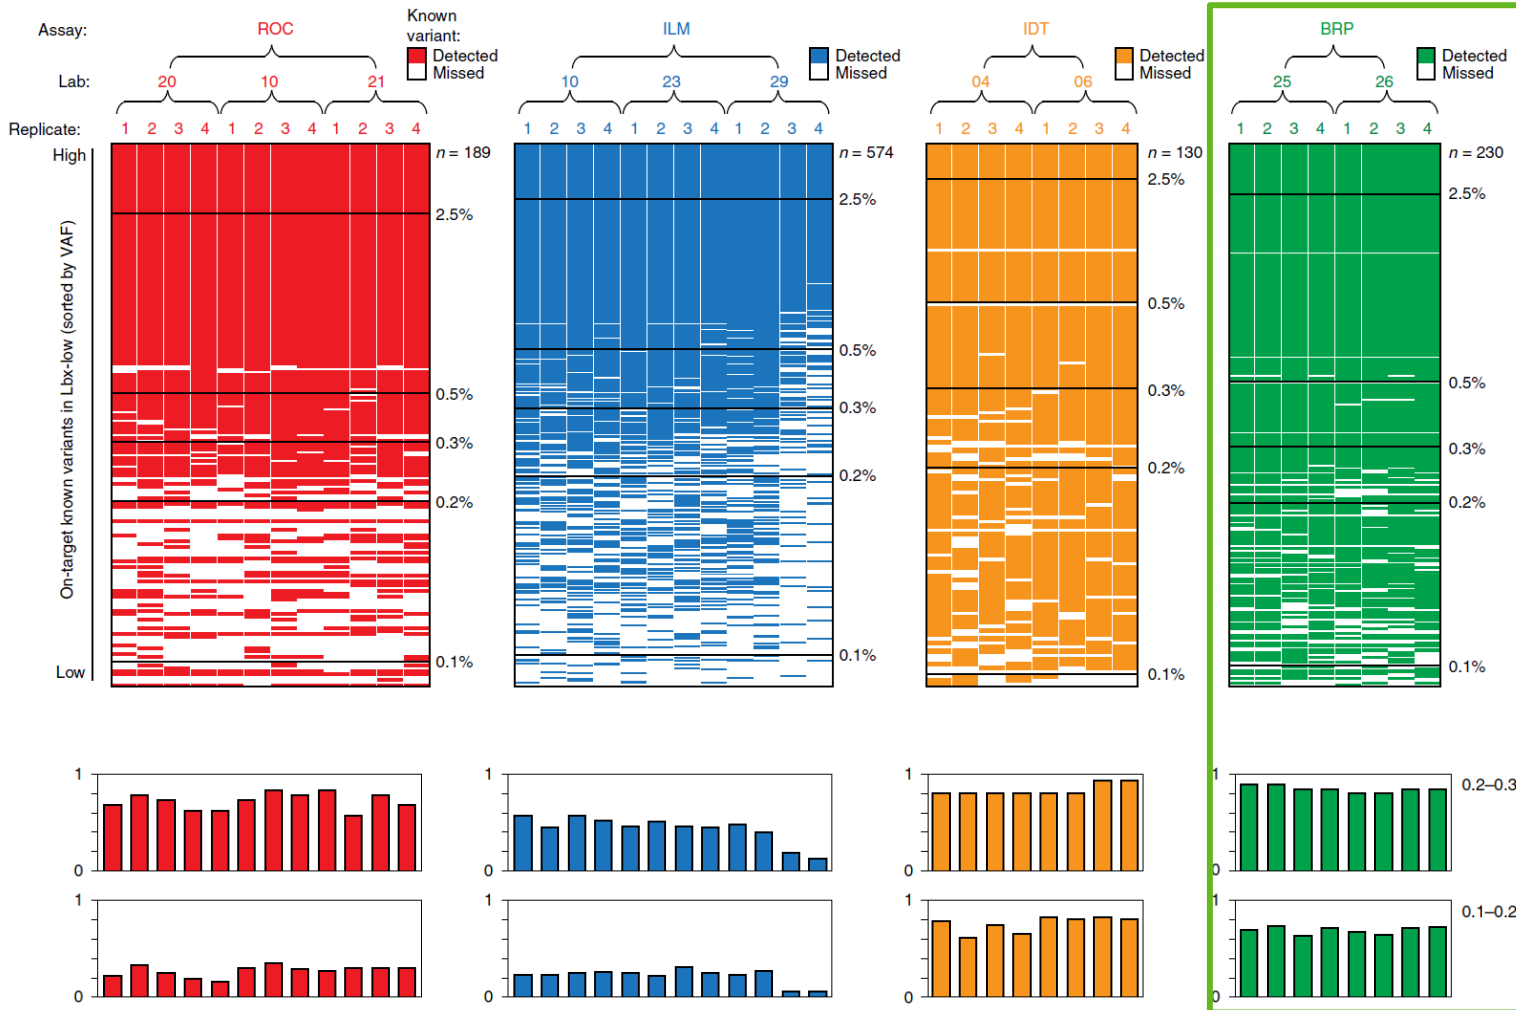 Assay:
ROC
Known
variant:
Detected
Missed
ILM
Detected
Missed
IDT
Detected
Missed
BRP
Detected
Missed
Lab:
20 10 21
10 23 29
04 06
25 26
Replicate:
1 2 3 4 1 2 3 4 1 2 3 4
1 2 3 4 1 2 3 4 1 2 3 4
1 2 3 4 1 2 3 4
1 2 3 4 1 2 3 4
High
On-target known variants in Lbx-low (sorted by VAF)
Low
n = 189
2.5%
0.5%
0.3%
0.2%
0.1%
n = 574
2.5%
0.5%
0.3%
0.2%
0.1%
n = 130
2.5%
0.5%
0.3%
0.2%
0.1%
n = 230
2.5%
0.5%
0.3%
0.2%
0.1%
1
0
1
0
1
0
1
0
0.2–0.3
1
0
1
0
1
0
1
0
0.1–0.2